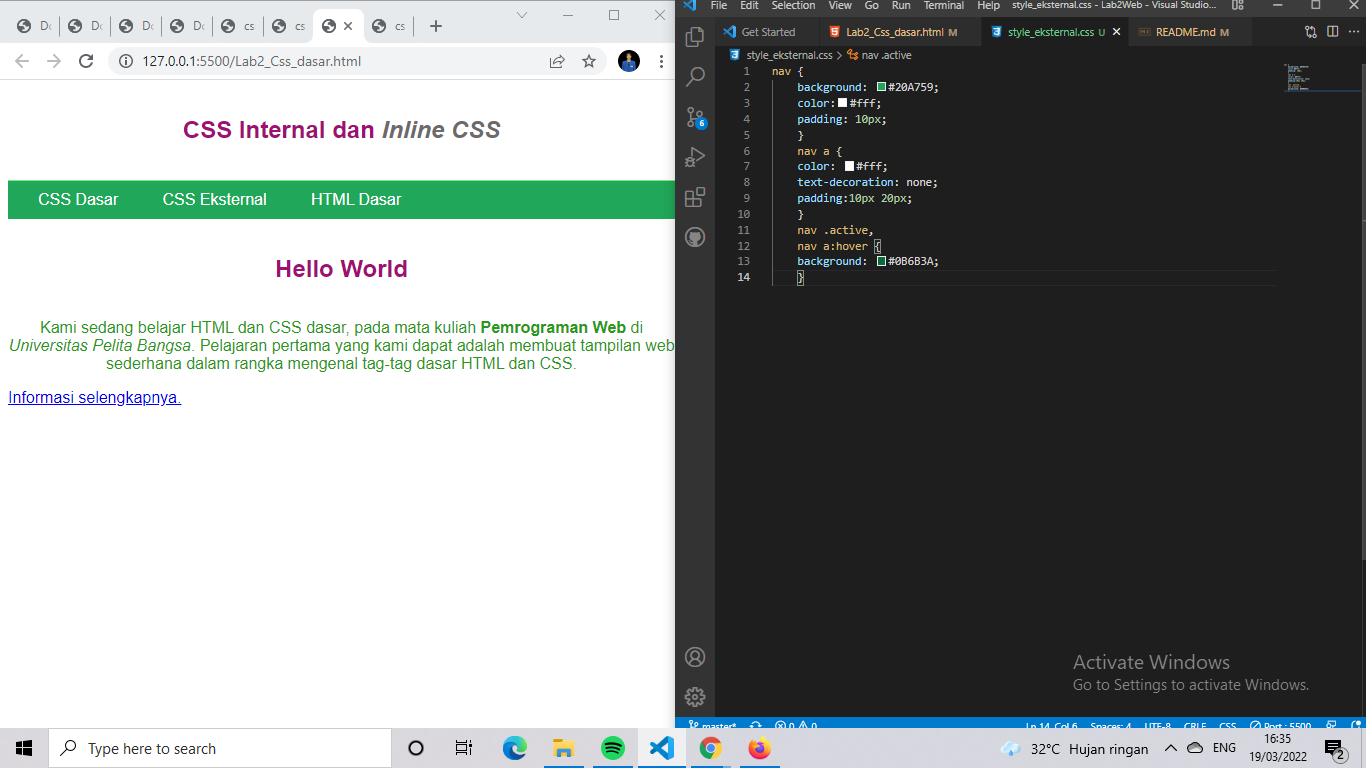 Dc
Dc
Dc
Dc
cs
cs
cs
127.0.0.1:5500/Lab2_Css_dasar.html
CSS Internal dan Inline CSS
CSS Dasar
CSS Eksternal
HTML Dasar
Hello World
Kami sedang belajar HTML dan CSS dasar, pada mata kuliah Pemrograman Web di
Universitas Pelita Bangsa. Pelajaran pertama yang kami dapat adalah membuat tampilan web
sederhana dalam rangka mengenal tag-tag dasar HTML dan CSS.
Informasi selengkapnya.
File Edit Selection View Go Run Terminal Help style_eksternal.css - Lab2Web - Visual Studio...
Get Started
Lab2_Css_dasar.html M
style_eksternal.css U
README.md M
style_eksternal.css > nav .active
6
1 nav {
2 background: #20A759;
3 color:#fff;
4 padding: 10px;
5 }
6 nav a {
7 color: #fff;
8 text-decoration: none;
9 padding:10px 20px;
10 }
11 nav .active,
12 nav a:hover {
13 background: #0B6B3A;
14 }
Activate Windows
Go to Settings to activate Windows.
master* 0 0 Ln 14, Col 6 Spaces: 4 UTF-8 CRLF CSS Port : 5500
Type here to search
32°C Hujan ringan
ENG
16:35
19/03/2022
2